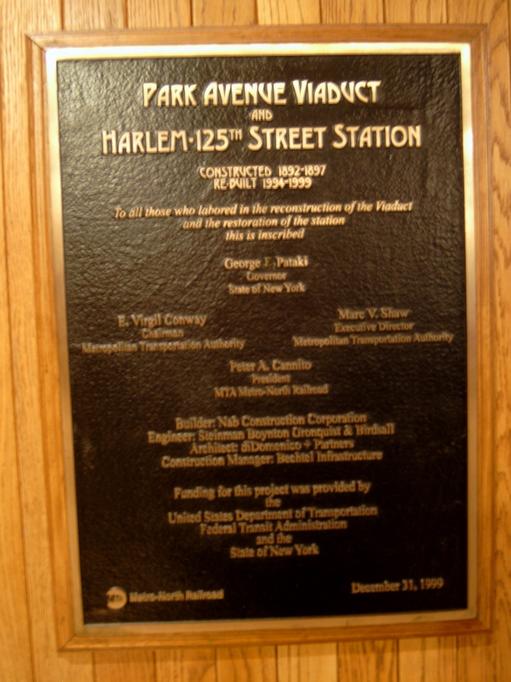 PARK AVENUE VIADUCT
AND
HARLEM-125TH STREET STATION
CONSTRUCTED 1892-1897
RE-BUILT 1994-1999
To all those who labored in the reconstruction of the Viaduct
and the restoration of the station
this is inscribed
George E. Pataki
Governor
State of New York
E. Virgil Conway
Chairman
Metropolitan Transportation Authority
Marc V. Shaw
Executive Director
Metropolitan Transportation Authority
Peter A. Cannito
President
MTA Metro-North Railroad
Builder: Nab Construction Corporation
Engineer: Steinman Boynton Gronquist & Birdsall
Architect: diDomenico + Partners
Construction Manager: Bechtel Infrastructure
Funding for this project was provided by
the
United States Department of Transportation
Federal Transit Administration
and the
State of New York
MTA Metro-North Railroad
December 31, 1999